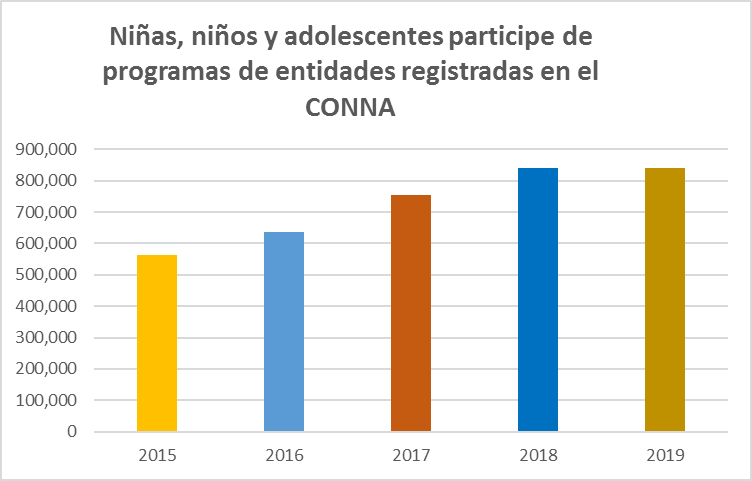 Niñas, niños y adolescentes participe de
programas de entidades registradas en el
CONNA
900,000
800,000
700,000
600,000
500,000
400,000
300,000
200,000
100,000
0
2015 2016 2017 2018 2019